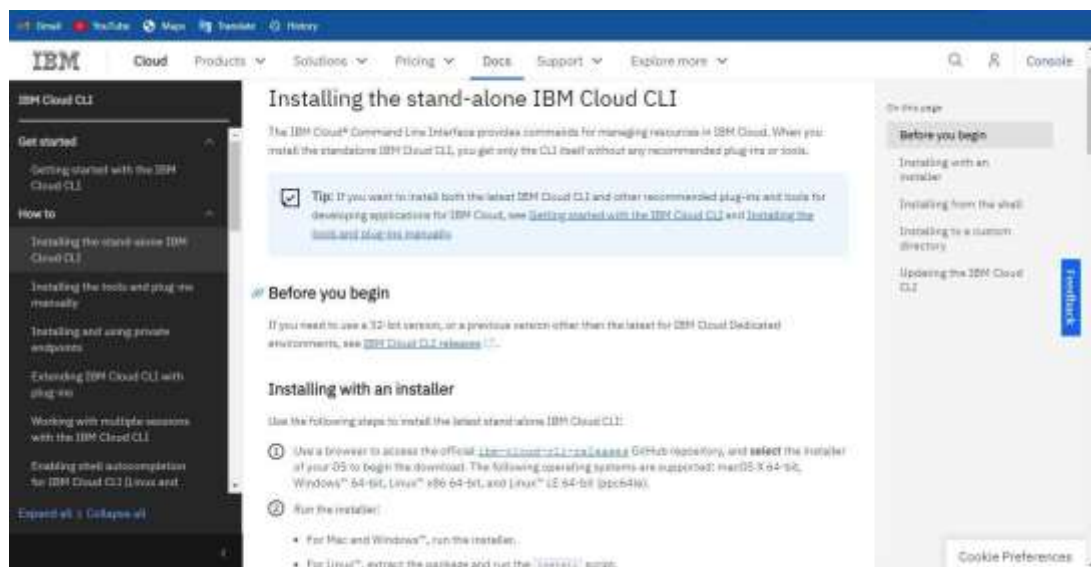 Gmail YouTube Maps Translate History
IBM Cloud Products Solutions Pricing Docs Support Explore more Console
IBM Cloud CLI
Get started
Getting started with the IBM
Cloud CLI
How to
Installing the stand-alone IBM
Cloud CLI
Installing the tools and plug-ins
manually
Installing and using private
endpoints
Extending IBM Cloud CLI with
plug-ins
Working with multiple sessions
with the IBM Cloud CLI
Enabling shell autocompletion
for IBM Cloud CLI (Linux and
Expand all | Collapse all
Installing the stand-alone IBM Cloud CLI
The IBM Cloud® Command Line Interface provides commands for managing resources in IBM Cloud. When you
install the standalone IBM Cloud CLI, you get only the CLI itself without any recommended plug-ins or tools.
Tip: If you want to install both the latest IBM Cloud CLI and other recommended plug-ins and tools for
developing applications for IBM Cloud, see Getting started with the IBM Cloud CLI and Installing the
tools and plug-ins manually.
Before you begin
If you need to use a 32-bit version, or a previous version other than the latest for IBM Cloud Dedicated
environments, see IBM Cloud CLI releases.
Installing with an installer
Use the following steps to install the latest stand-alone IBM Cloud CLI:
1 Use a browser to access the official ibm-cloud-cli-releases GitHub repository, and select the installer
of your OS to begin the download. The following operating systems are supported: macOS X 64-bit,
Windows™ 64-bit, Linux™ x86 64-bit, and Linux™ LE 64-bit (ppc64le).
2 Run the installer:
• For Mac and Windows™, run the installer.
• For Linux™, extract the package and run the install script.
On this page
Before you begin
Installing with an
installer
Installing from the shell
Installing to a custom
directory
Updating the IBM Cloud
CLI
Feedback
Cookie Preferences